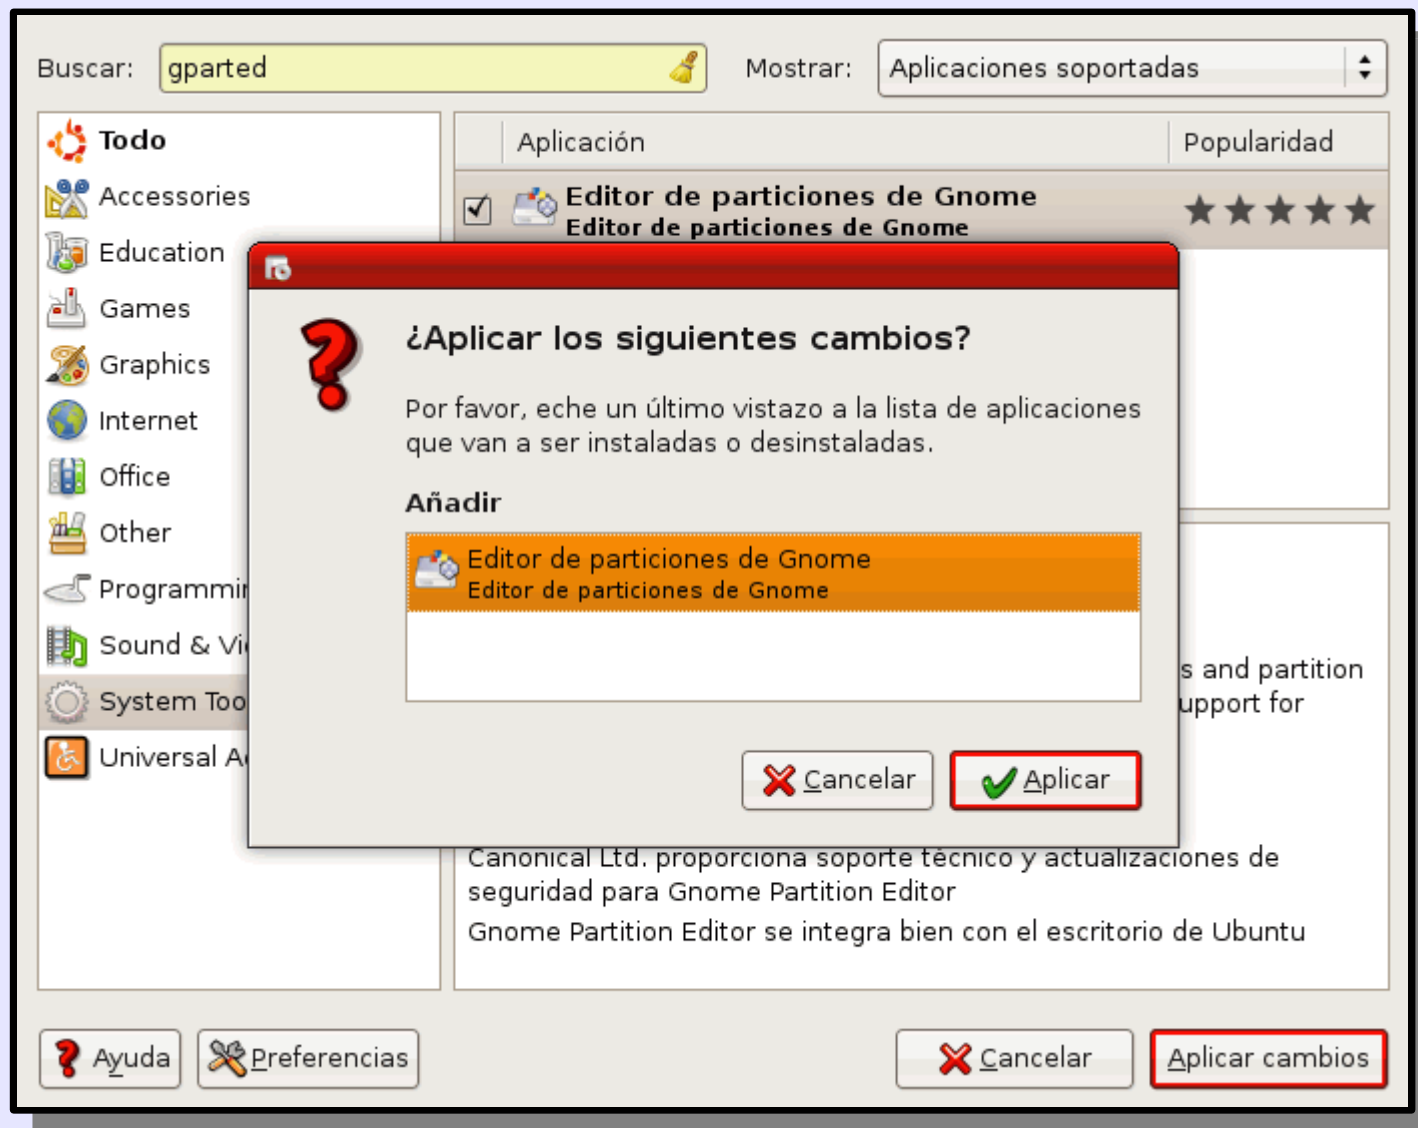 Buscar: gparted Mostrar: Aplicaciones soportadas
Todo
Accessories
Education
Games
Graphics
Internet
Office
Other
Programmin
Sound & Vi
System Too
Universal A
Aplicación Popularidad
Editor de particiones de Gnome
Editor de particiones de Gnome
¿Aplicar los siguientes cambios?
Por favor, eche un último vistazo a la lista de aplicaciones
que van a ser instaladas o desinstaladas.
Añadir
Editor de particiones de Gnome
Editor de particiones de Gnome
Cancelar Aplicar
s and partition
upport for
Canonical Ltd. proporciona soporte técnico y actualizaciones de
seguridad para Gnome Partition Editor
Gnome Partition Editor se integra bien con el escritorio de Ubuntu
Ayuda Preferencias Cancelar Aplicar cambios